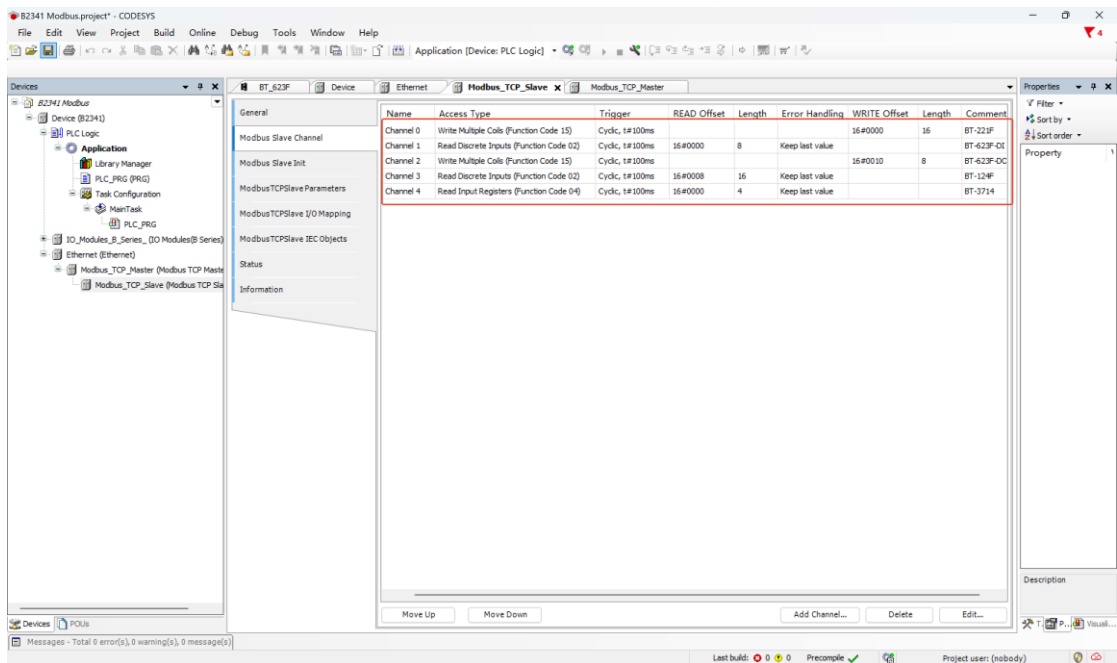 B2341 Modbus.project* - CODESYS
File Edit View Project Build Online Debug Tools Window Help
4
Application [Device: PLC Logic]
Devices
BT_623F Device Ethernet Modbus_TCP_Slave Modbus_TCP_Master
Properties
B2341 Modbus
Device (B2341)
PLC Logic
Application
Library Manager
PLC_PRG (PRG)
Task Configuration
MainTask
PLC_PRG
IO_Modules_B_Series_ (IO Modules(B Series)
Ethernet (Ethernet)
Modbus_TCP_Master (Modbus TCP Maste
Modbus_TCP_Slave (Modbus TCP Sla
General
Modbus Slave Channel
Modbus Slave Init
ModbusTCPSlave Parameters
ModbusTCPSlave I/O Mapping
ModbusTCPSlave IEC Objects
Status
Information
Name Access Type Trigger READ Offset Length Error Handling WRITE Offset Length Comment
Channel 0 Write Multiple Coils (Function Code 15) Cyclic, t#100ms 16#0000 16 BT-221F
Channel 1 Read Discrete Inputs (Function Code 02) Cyclic, t#100ms 16#0000 8 Keep last value BT-623F-DI
Channel 2 Write Multiple Coils (Function Code 15) Cyclic, t#100ms 16#0010 8 BT-623F-DC
Channel 3 Read Discrete Inputs (Function Code 02) Cyclic, t#100ms 16#0008 16 Keep last value BT-124F
Channel 4 Read Input Registers (Function Code 04) Cyclic, t#100ms 16#0000 4 Keep last value BT-3714
Filter
Sort by
Sort order
Property
Description
Move Up Move Down Add Channel... Delete Edit...
Devices POUs
T. P... Visuali...
Messages - Total 0 error(s), 0 warning(s), 0 message(s)
Last build: 0 0 Precompile Project user: (nobody)